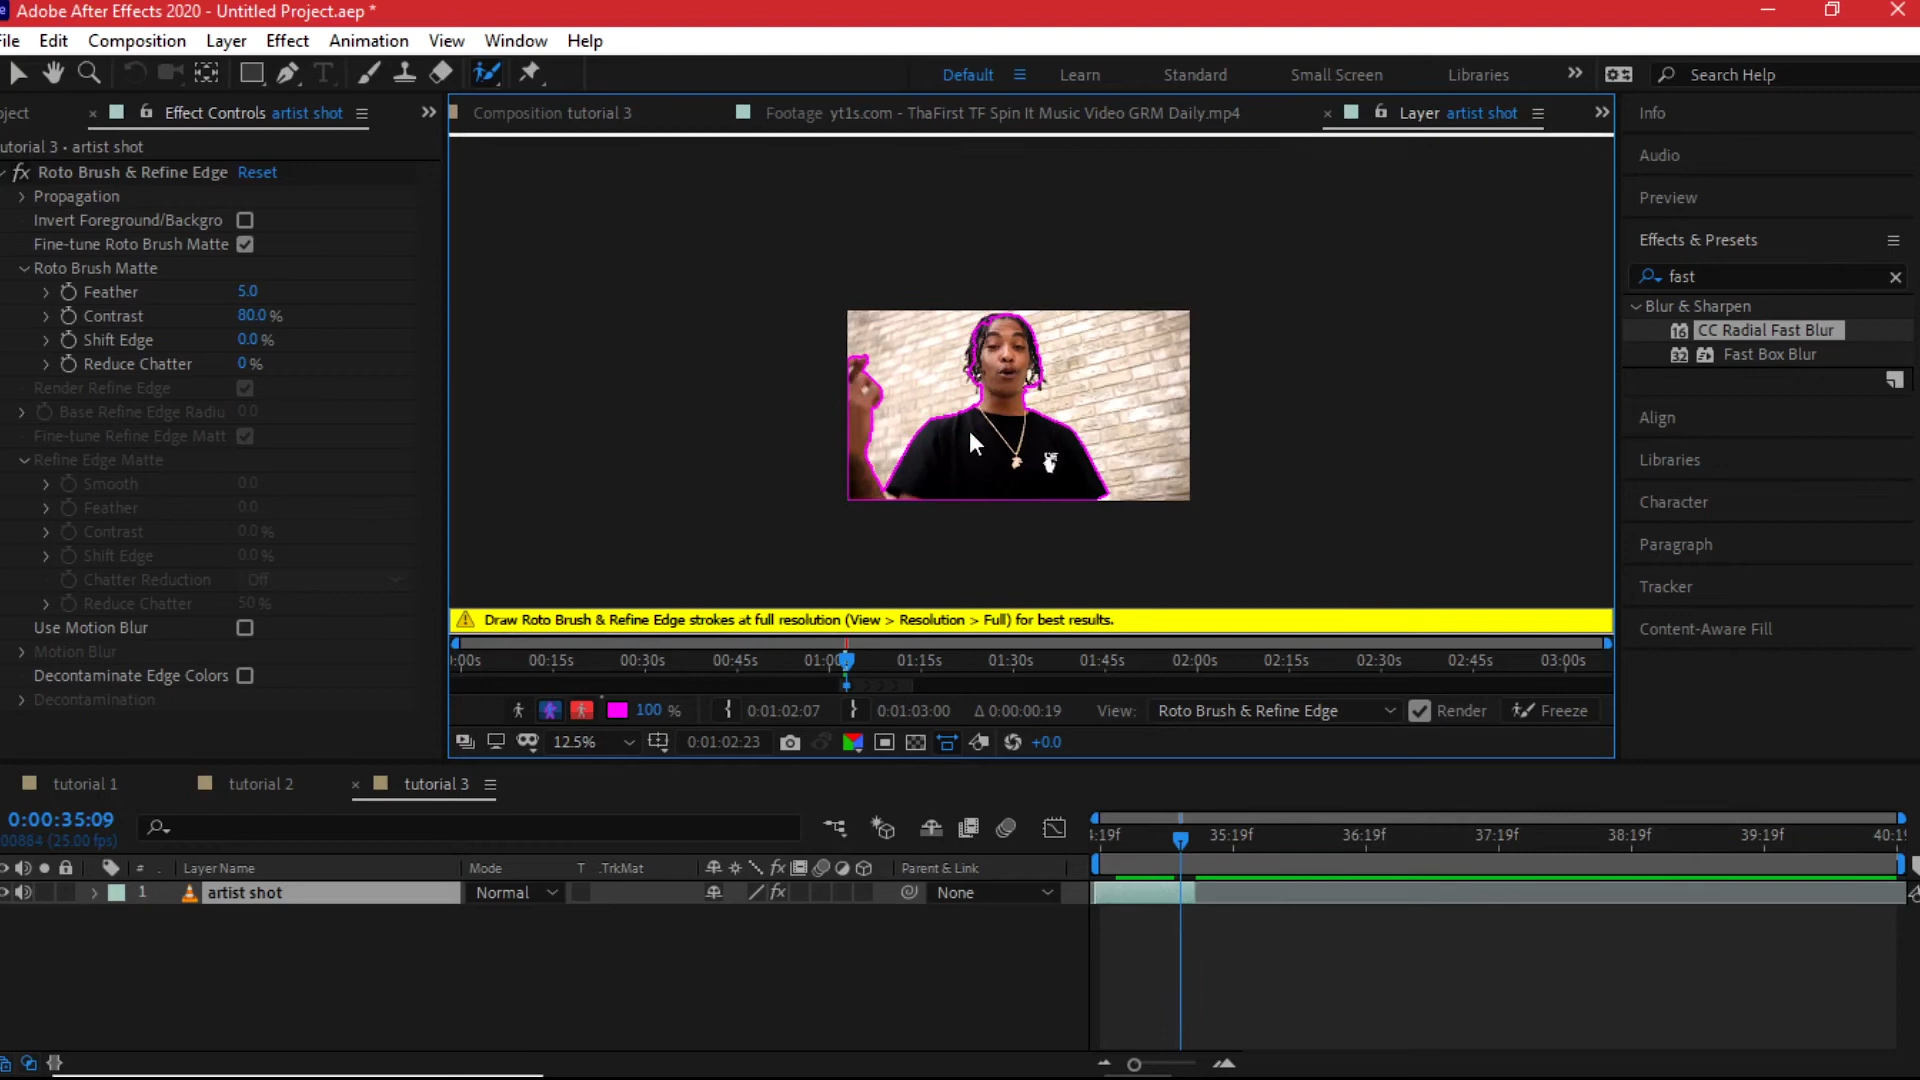 Adobe After Effects 2020 - Untitled Project.aep *
File Edit Composition Layer Effect Animation View Window Help
Default Learn Standard Small Screen Libraries Search Help
oject Effect Controls artist shot
Composition tutorial 3 Footage yt1s.com - ThaFirst TF Spin It Music Video GRM Daily.mp4 Layer artist shot
utorial 3 • artist shot
fx Roto Brush & Refine Edge Reset
Propagation
Invert Foreground/Backgro
Fine-tune Roto Brush Matte
Roto Brush Matte
Feather 5.0
Contrast 80.0 %
Shift Edge 0.0 %
Reduce Chatter 0 %
Render Refine Edge
Base Refine Edge Radiu 0.0
Fine-tune Refine Edge Matt
Refine Edge Matte
Smooth 0.0
Feather 0.0
Contrast 0.0 %
Shift Edge 0.0 %
Chatter Reduction Off
Reduce Chatter 50 %
Use Motion Blur
Motion Blur
Decontaminate Edge Colors
Decontamination
Info
Audio
Preview
Effects & Presets
fast
Blur & Sharpen
16 CC Radial Fast Blur
32 Fast Box Blur
Align
Libraries
Character
Paragraph
Tracker
Content-Aware Fill
Draw Roto Brush & Refine Edge strokes at full resolution (View > Resolution > Full) for best results.
:00s 00:15s 00:30s 00:45s 01:00 01:15s 01:30s 01:45s 02:00s 02:15s 02:30s 02:45s 03:00s
100 % 0:01:02:07 0:01:03:00 Δ 0:00:00:19 View: Roto Brush & Refine Edge Render Freeze
12.5% 0:01:02:23 +0.0
tutorial 1 tutorial 2 tutorial 3
0:00:35:09
00884 (25.00 fps)
4:19f 35:19f 36:19f 37:19f 38:19f 39:19f 40:19
# Layer Name Mode T .TrkMat fx Parent & Link
1 artist shot Normal fx None